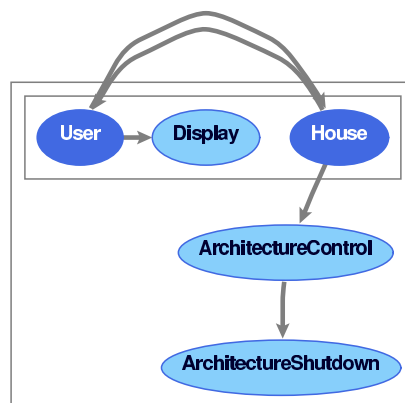 User
Display
House
ArchitectureControl
ArchitectureShutdown